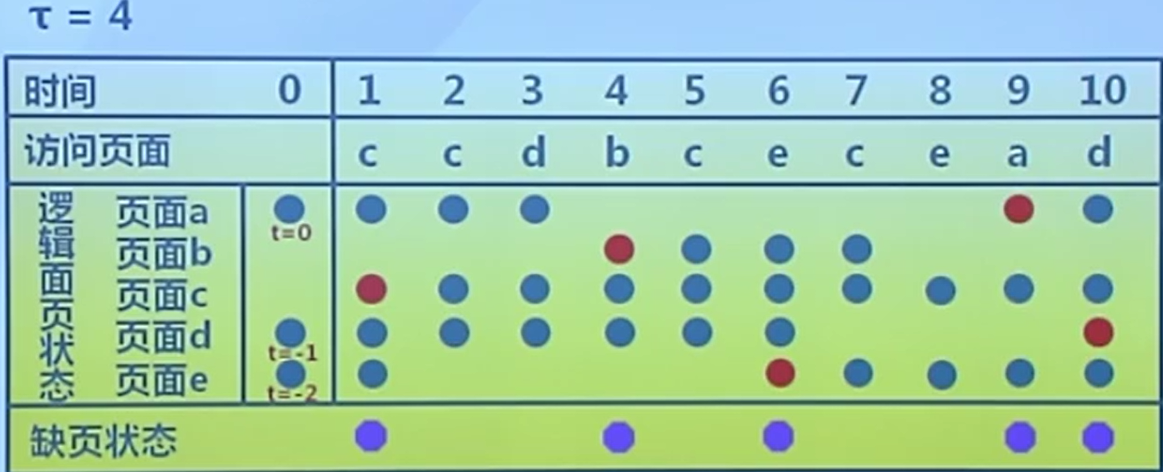 τ = 4
时间 0 1 2 3 4 5 6 7 8 9 10
访问页面 c c d b c e c e a d
逻辑面页状态
页面a
t=0
页面b
页面c
页面d
t=-1
页面e
t=-2
缺页状态